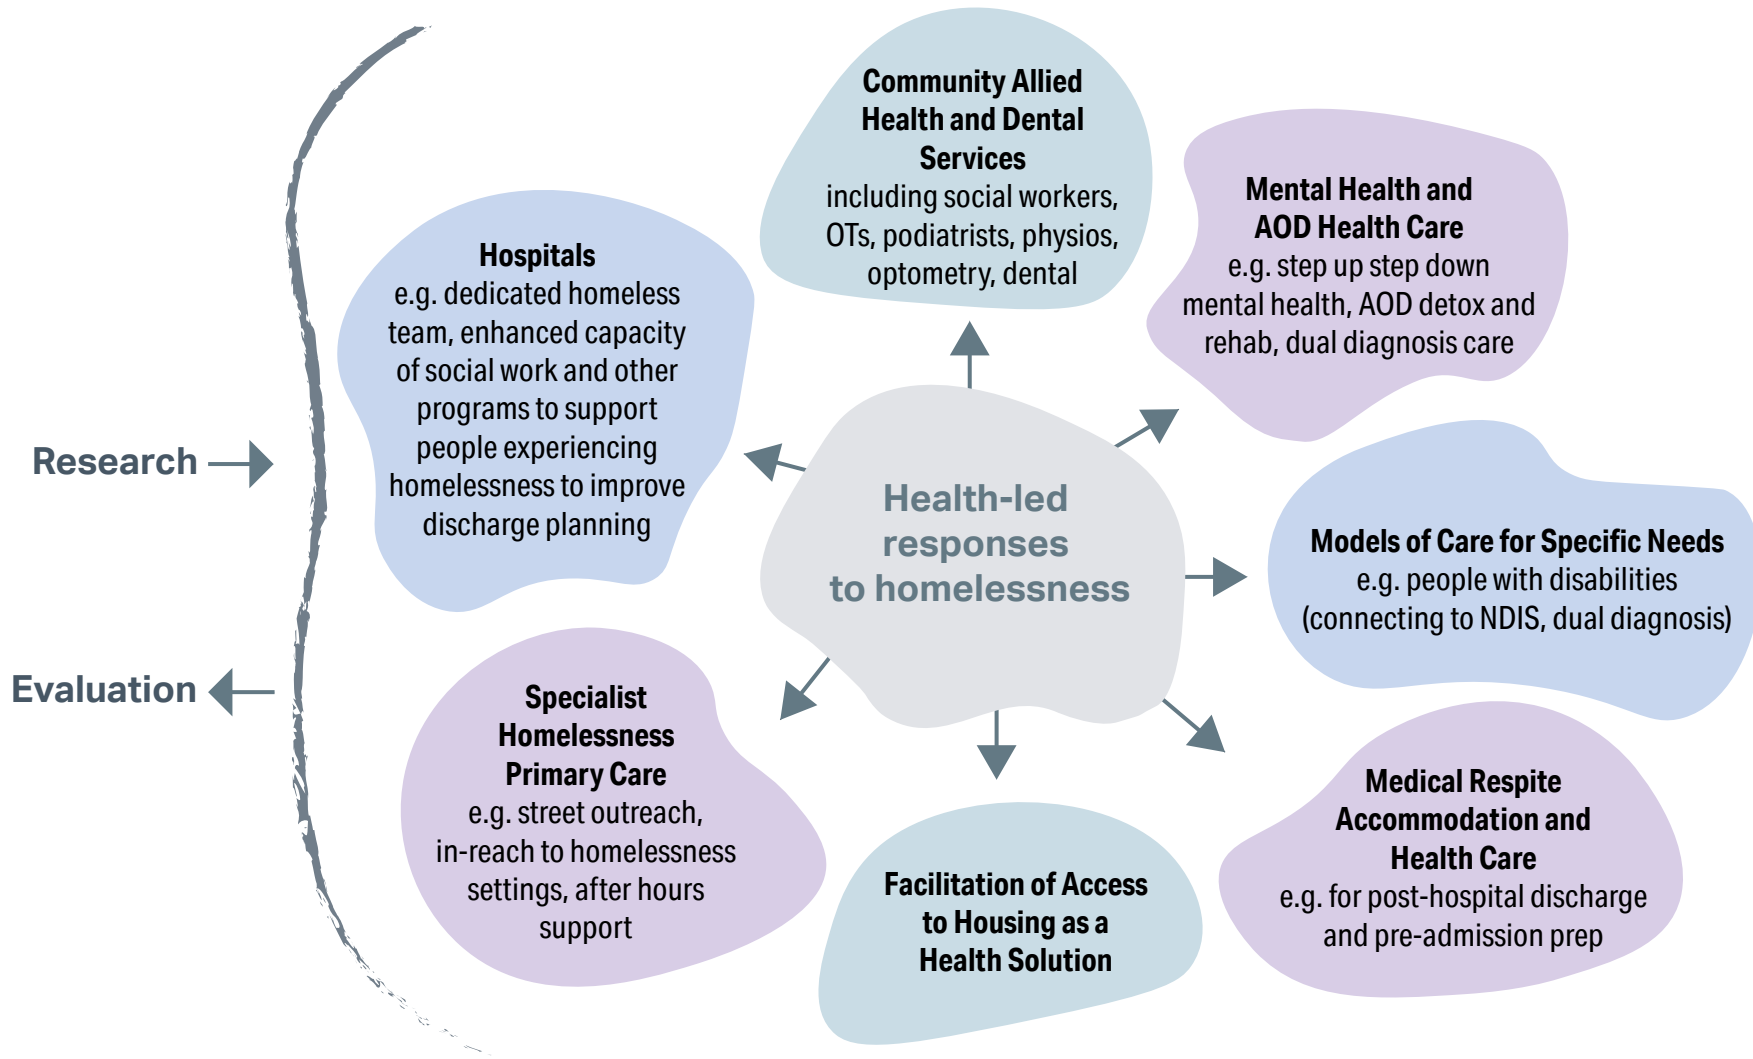 Community Allied
Health and Dental
Services
including social workers,
OTs, podiatrists, physios,
optometry, dental
Mental Health and
AOD Health Care
e.g. step up step down
mental health, AOD detox and
rehab, dual diagnosis care
Hospitals
e.g. dedicated homeless
team, enhanced capacity
of social work and other
programs to support
people experiencing
homelessness to improve
discharge planning
Research
Health-led
responses
to homelessness
Models of Care for Specific Needs
e.g. people with disabilities
(connecting to NDIS, dual diagnosis)
Evaluation
Specialist
Homelessness
Primary Care
e.g. street outreach,
in-reach to homelessness
settings, after hours
support
Facilitation of Access
to Housing as a
Health Solution
Medical Respite
Accommodation and
Health Care
e.g. for post-hospital discharge
and pre-admission prep